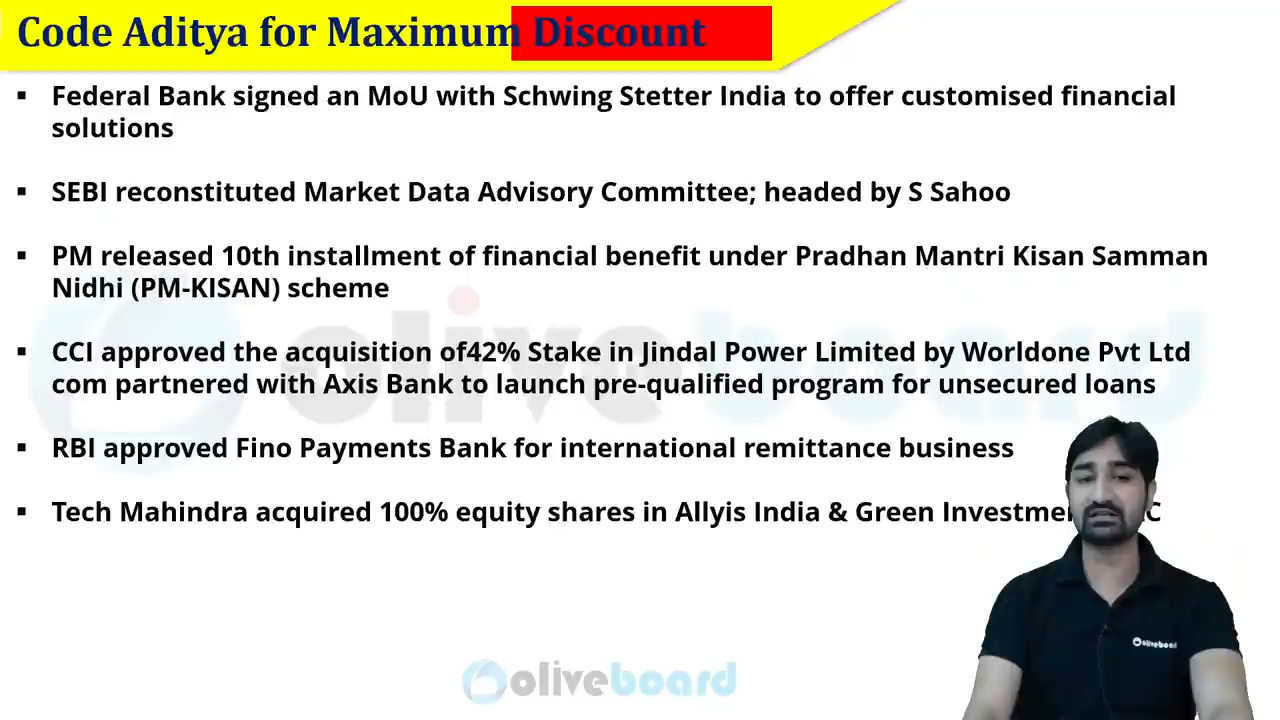 Code Aditya for Maximum Discount
▪ Federal Bank signed an MoU with Schwing Stetter India to offer customised financial
solutions
▪ SEBI reconstituted Market Data Advisory Committee; headed by S Sahoo
▪ PM released 10th installment of financial benefit under Pradhan Mantri Kisan Samman
Nidhi (PM-KISAN) scheme
▪ CCI approved the acquisition of42% Stake in Jindal Power Limited by Worldone Pvt Ltd
com partnered with Axis Bank to launch pre-qualified program for unsecured loans
▪ RBI approved Fino Payments Bank for international remittance business
▪ Tech Mahindra acquired 100% equity shares in Allyis India & Green
oliveboard
oliveboard
oliveboard